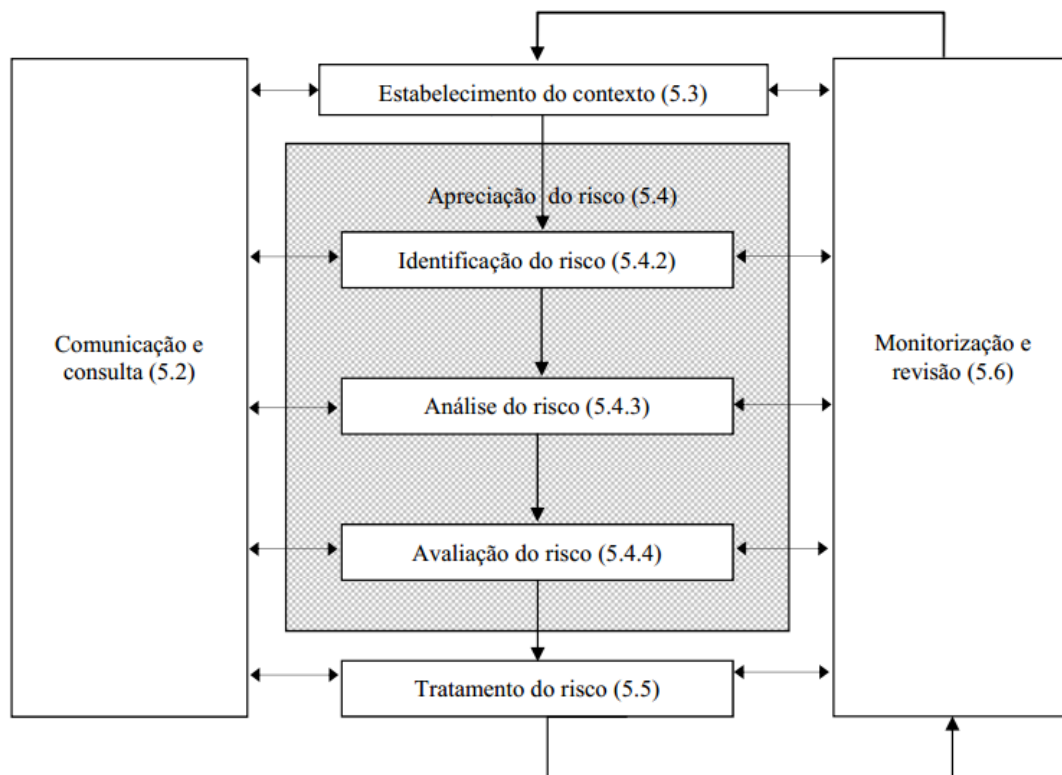 Estabelecimento do contexto (5.3)
Apreciação do risco (5.4)
Identificação do risco (5.4.2)
Comunicação e
consulta (5.2)
Monitorização e
revisão (5.6)
Análise do risco (5.4.3)
Avaliação do risco (5.4.4)
Tratamento do risco (5.5)